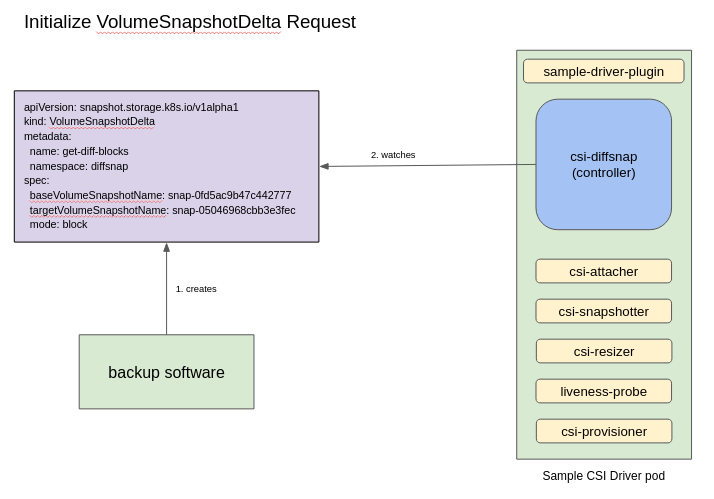 Initialize VolumeSnapshotDelta Request
apiVersion: snapshot.storage.k8s.io/v1alpha1
kind: VolumeSnapshotDelta
metadata:
  name: get-diff-blocks
  namespace: diffsnap
spec:
  baseVolumeSnapshotName: snap-0fd5ac9b47c442777
  targetVolumeSnapshotName: snap-05046968cbb3e3fec
  mode: block
2. watches
1. creates
backup software
sample-driver-plugin
csi-diffsnap
(controller)
csi-attacher
csi-snapshotter
csi-resizer
liveness-probe
csi-provisioner
Sample CSI Driver pod